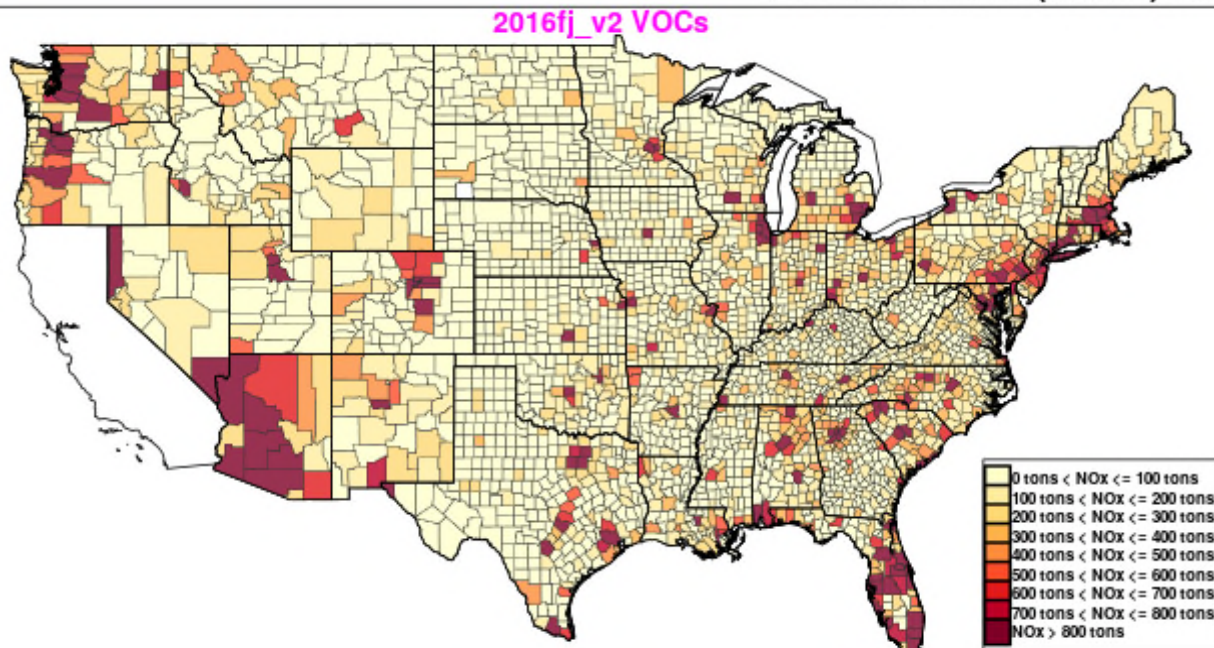 2016fj_v2 VOCs
0 tons < NOx <= 100 tons
100 tons < NOx <= 200 tons
200 tons < NOx <= 300 tons
300 tons < NOx <= 400 tons
400 tons < NOx <= 500 tons
500 tons < NOx <= 600 tons
600 tons < NOx <= 700 tons
700 tons < NOx <= 800 tons
NOx > 800 tons